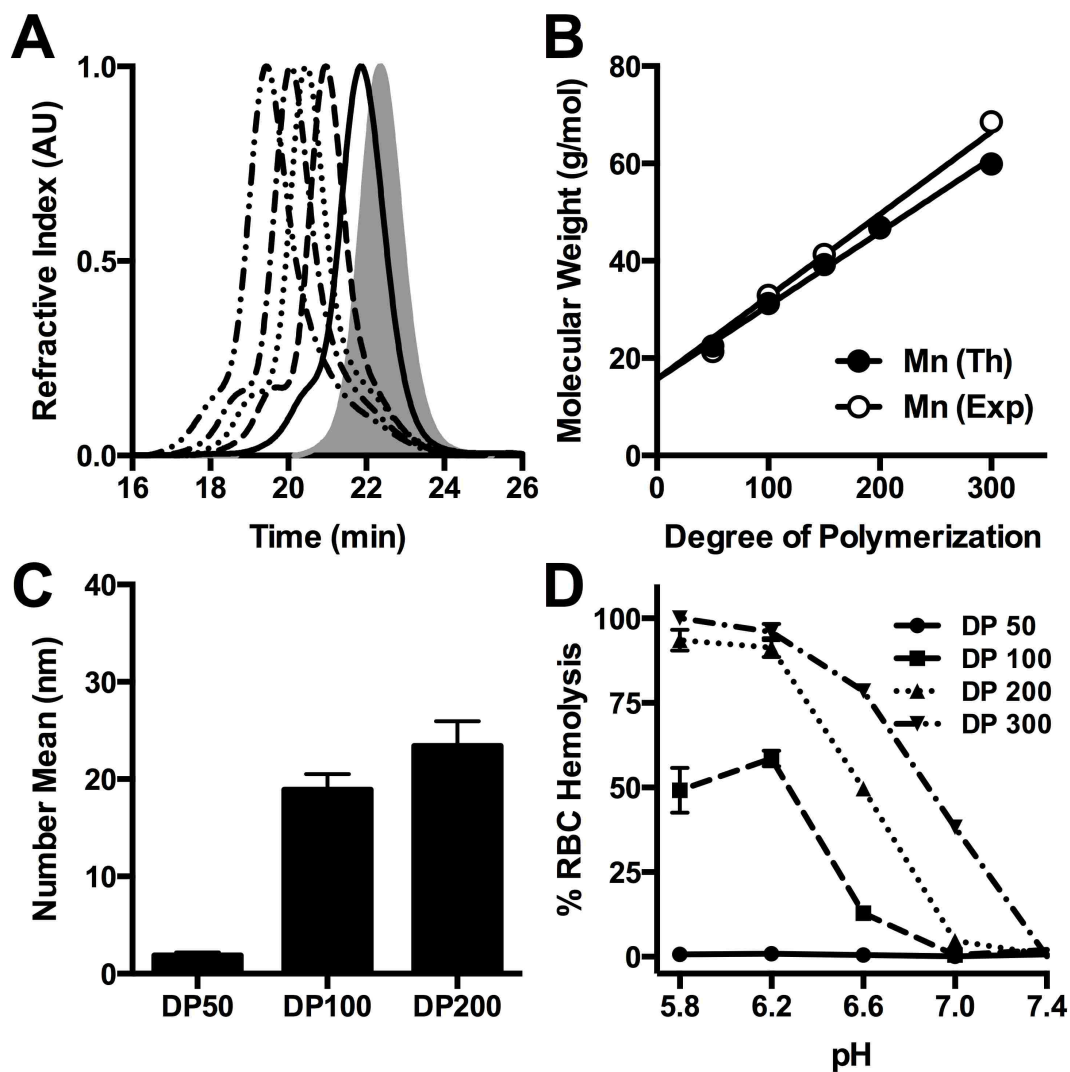 A
1.0
0.5
0.0
Refractive Index (AU)
16 18 20 22 24 26
Time (min)
B
80
60
40
20
0
Molecular Weight (g/mol)
Mn (Th)
Mn (Exp)
0 100 200 300
Degree of Polymerization
C
40
30
20
10
0
Number Mean (nm)
DP50 DP100 DP200
D
100
75
50
25
0
% RBC Hemolysis
DP 50
DP 100
DP 200
DP 300
5.8 6.2 6.6 7.0 7.4
pH